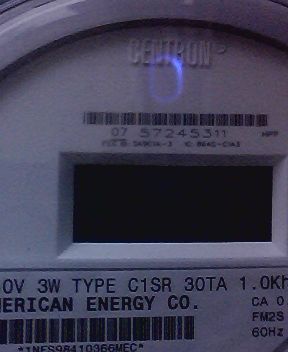 CENTRON
07 57245311
0V 3W TYPE C1SR 30TA 1.0Kh
MERICAN ENERGY CO.
CA 0.
FM2S
60Hz